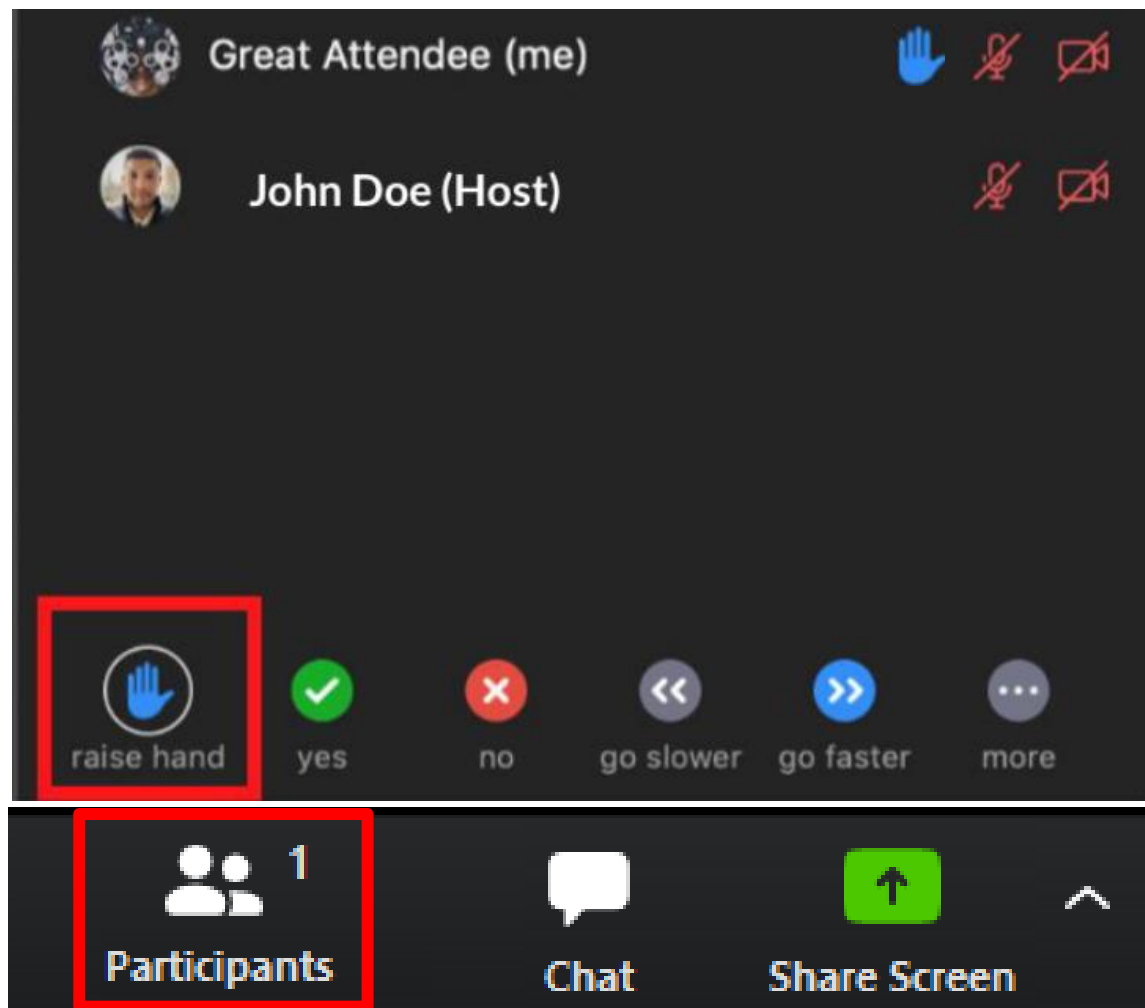 Great Attendee (me)
John Doe (Host)
raise hand yes no go slower go faster more
1
Participants Chat Share Screen